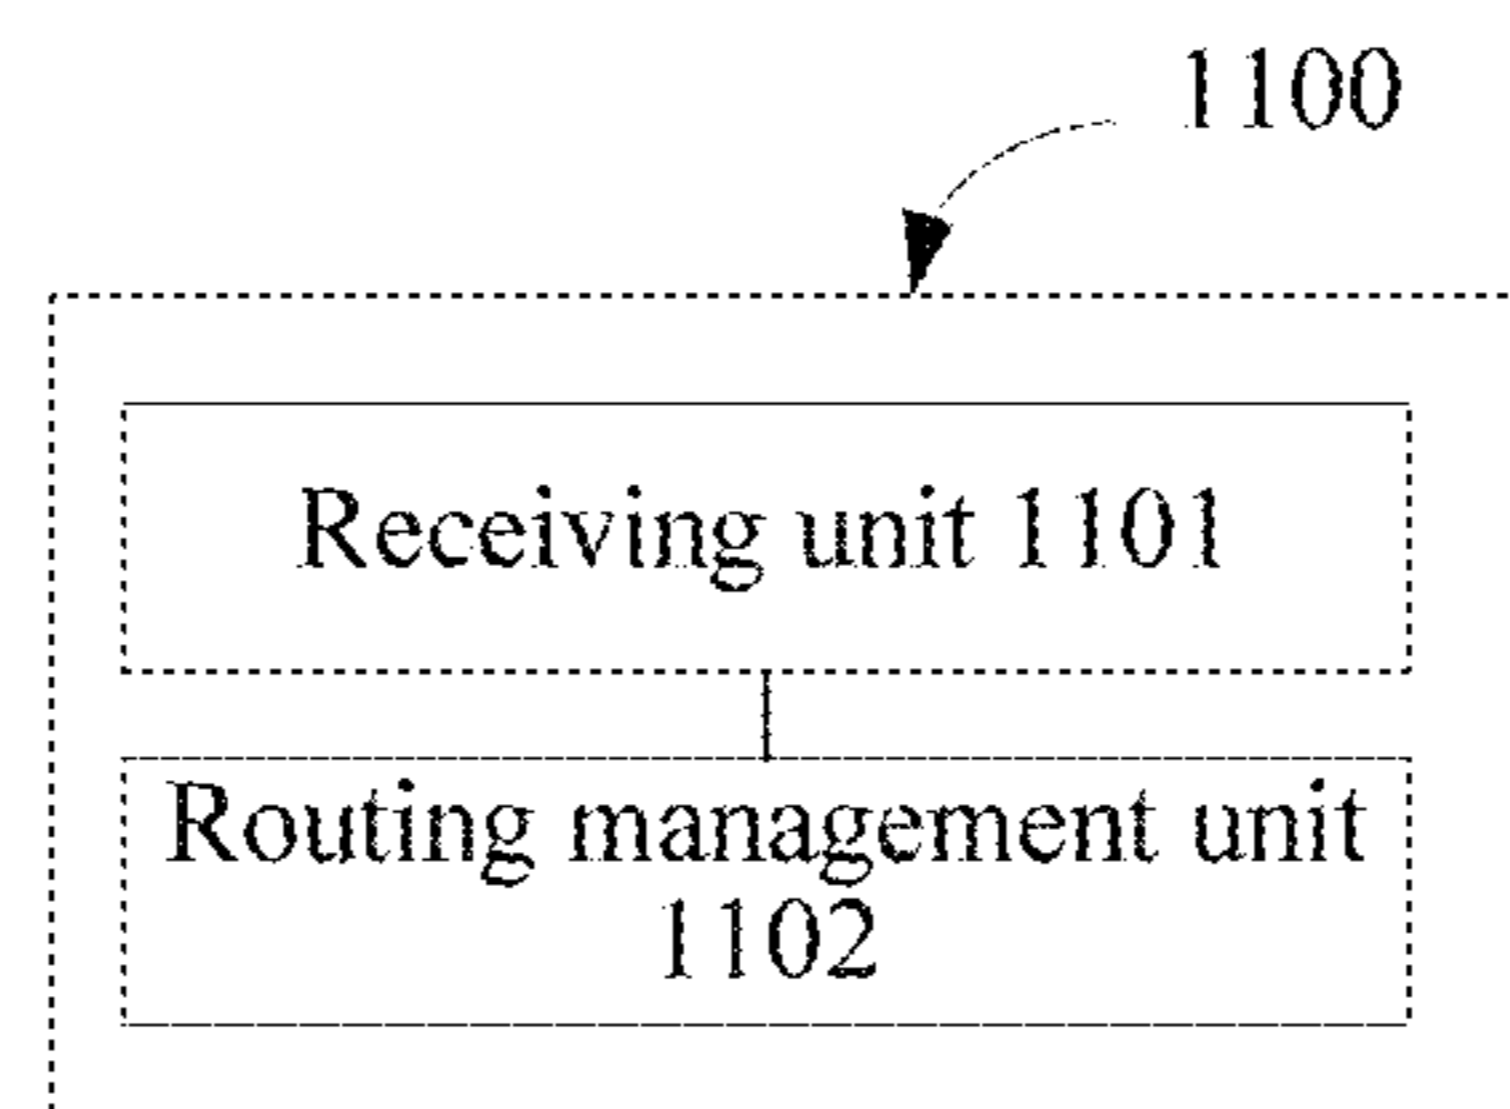 1100
Receiving unit 1101
Routing management unit
1102